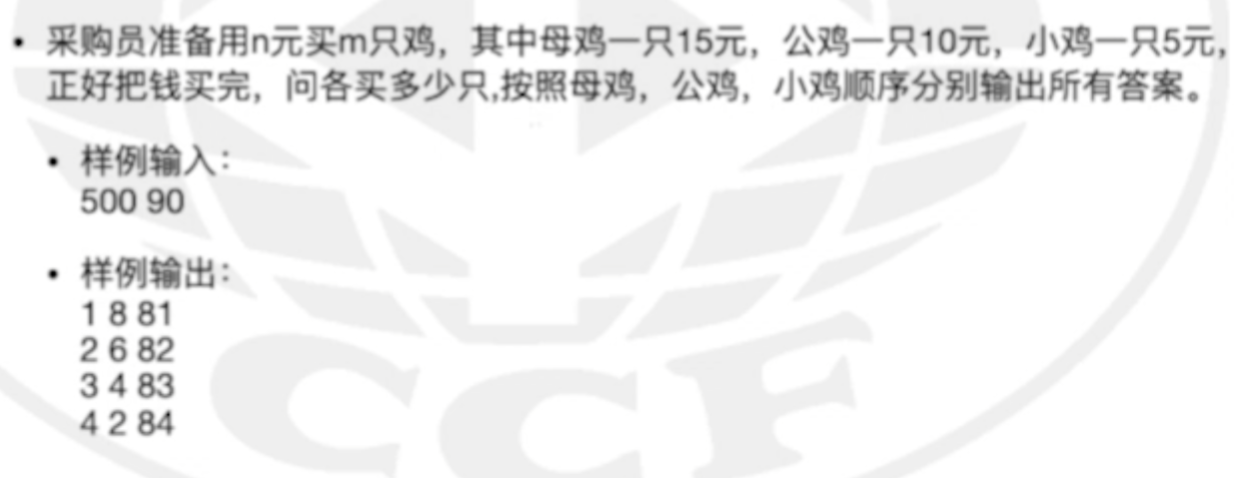 • 采购员准备用n元买m只鸡，其中母鸡一只15元，公鸡一只10元，小鸡一只5元，
正好把钱买完，问各买多少只,按照母鸡，公鸡，小鸡顺序分别输出所有答案。
• 样例输入：
500 90
• 样例输出：
1 8 81
2 6 82
3 4 83
4 2 84
CCF